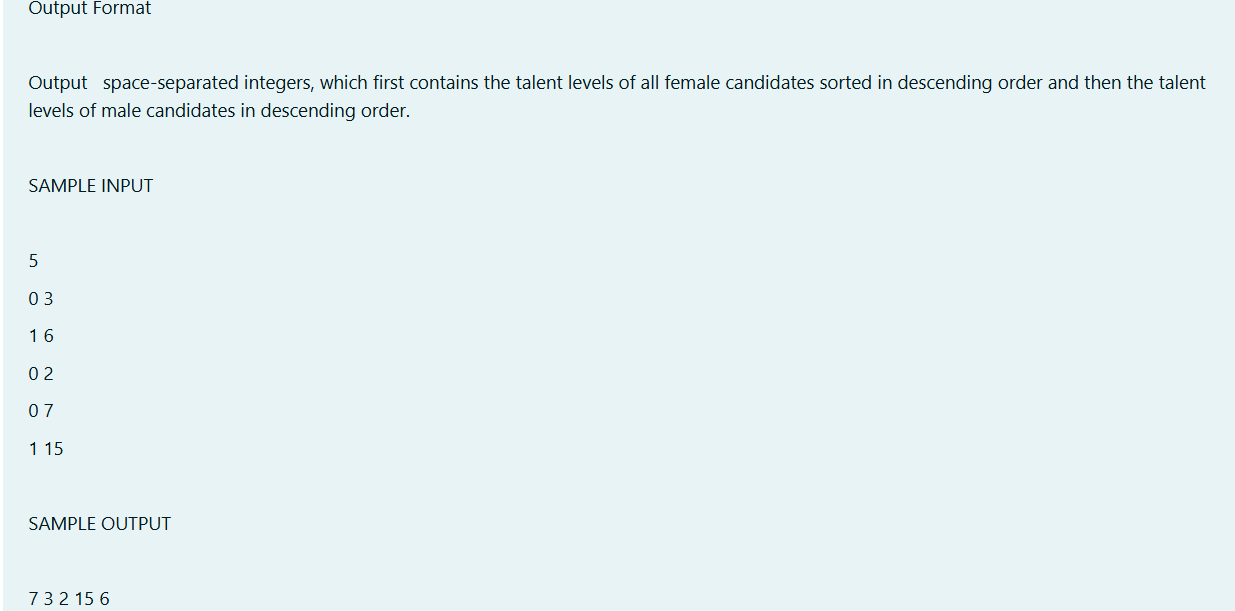 Output Format
Output space-separated integers, which first contains the talent levels of all female candidates sorted in descending order and then the talent
levels of male candidates in descending order.
SAMPLE INPUT
5
0 3
1 6
0 2
0 7
1 15
SAMPLE OUTPUT
7 3 2 15 6